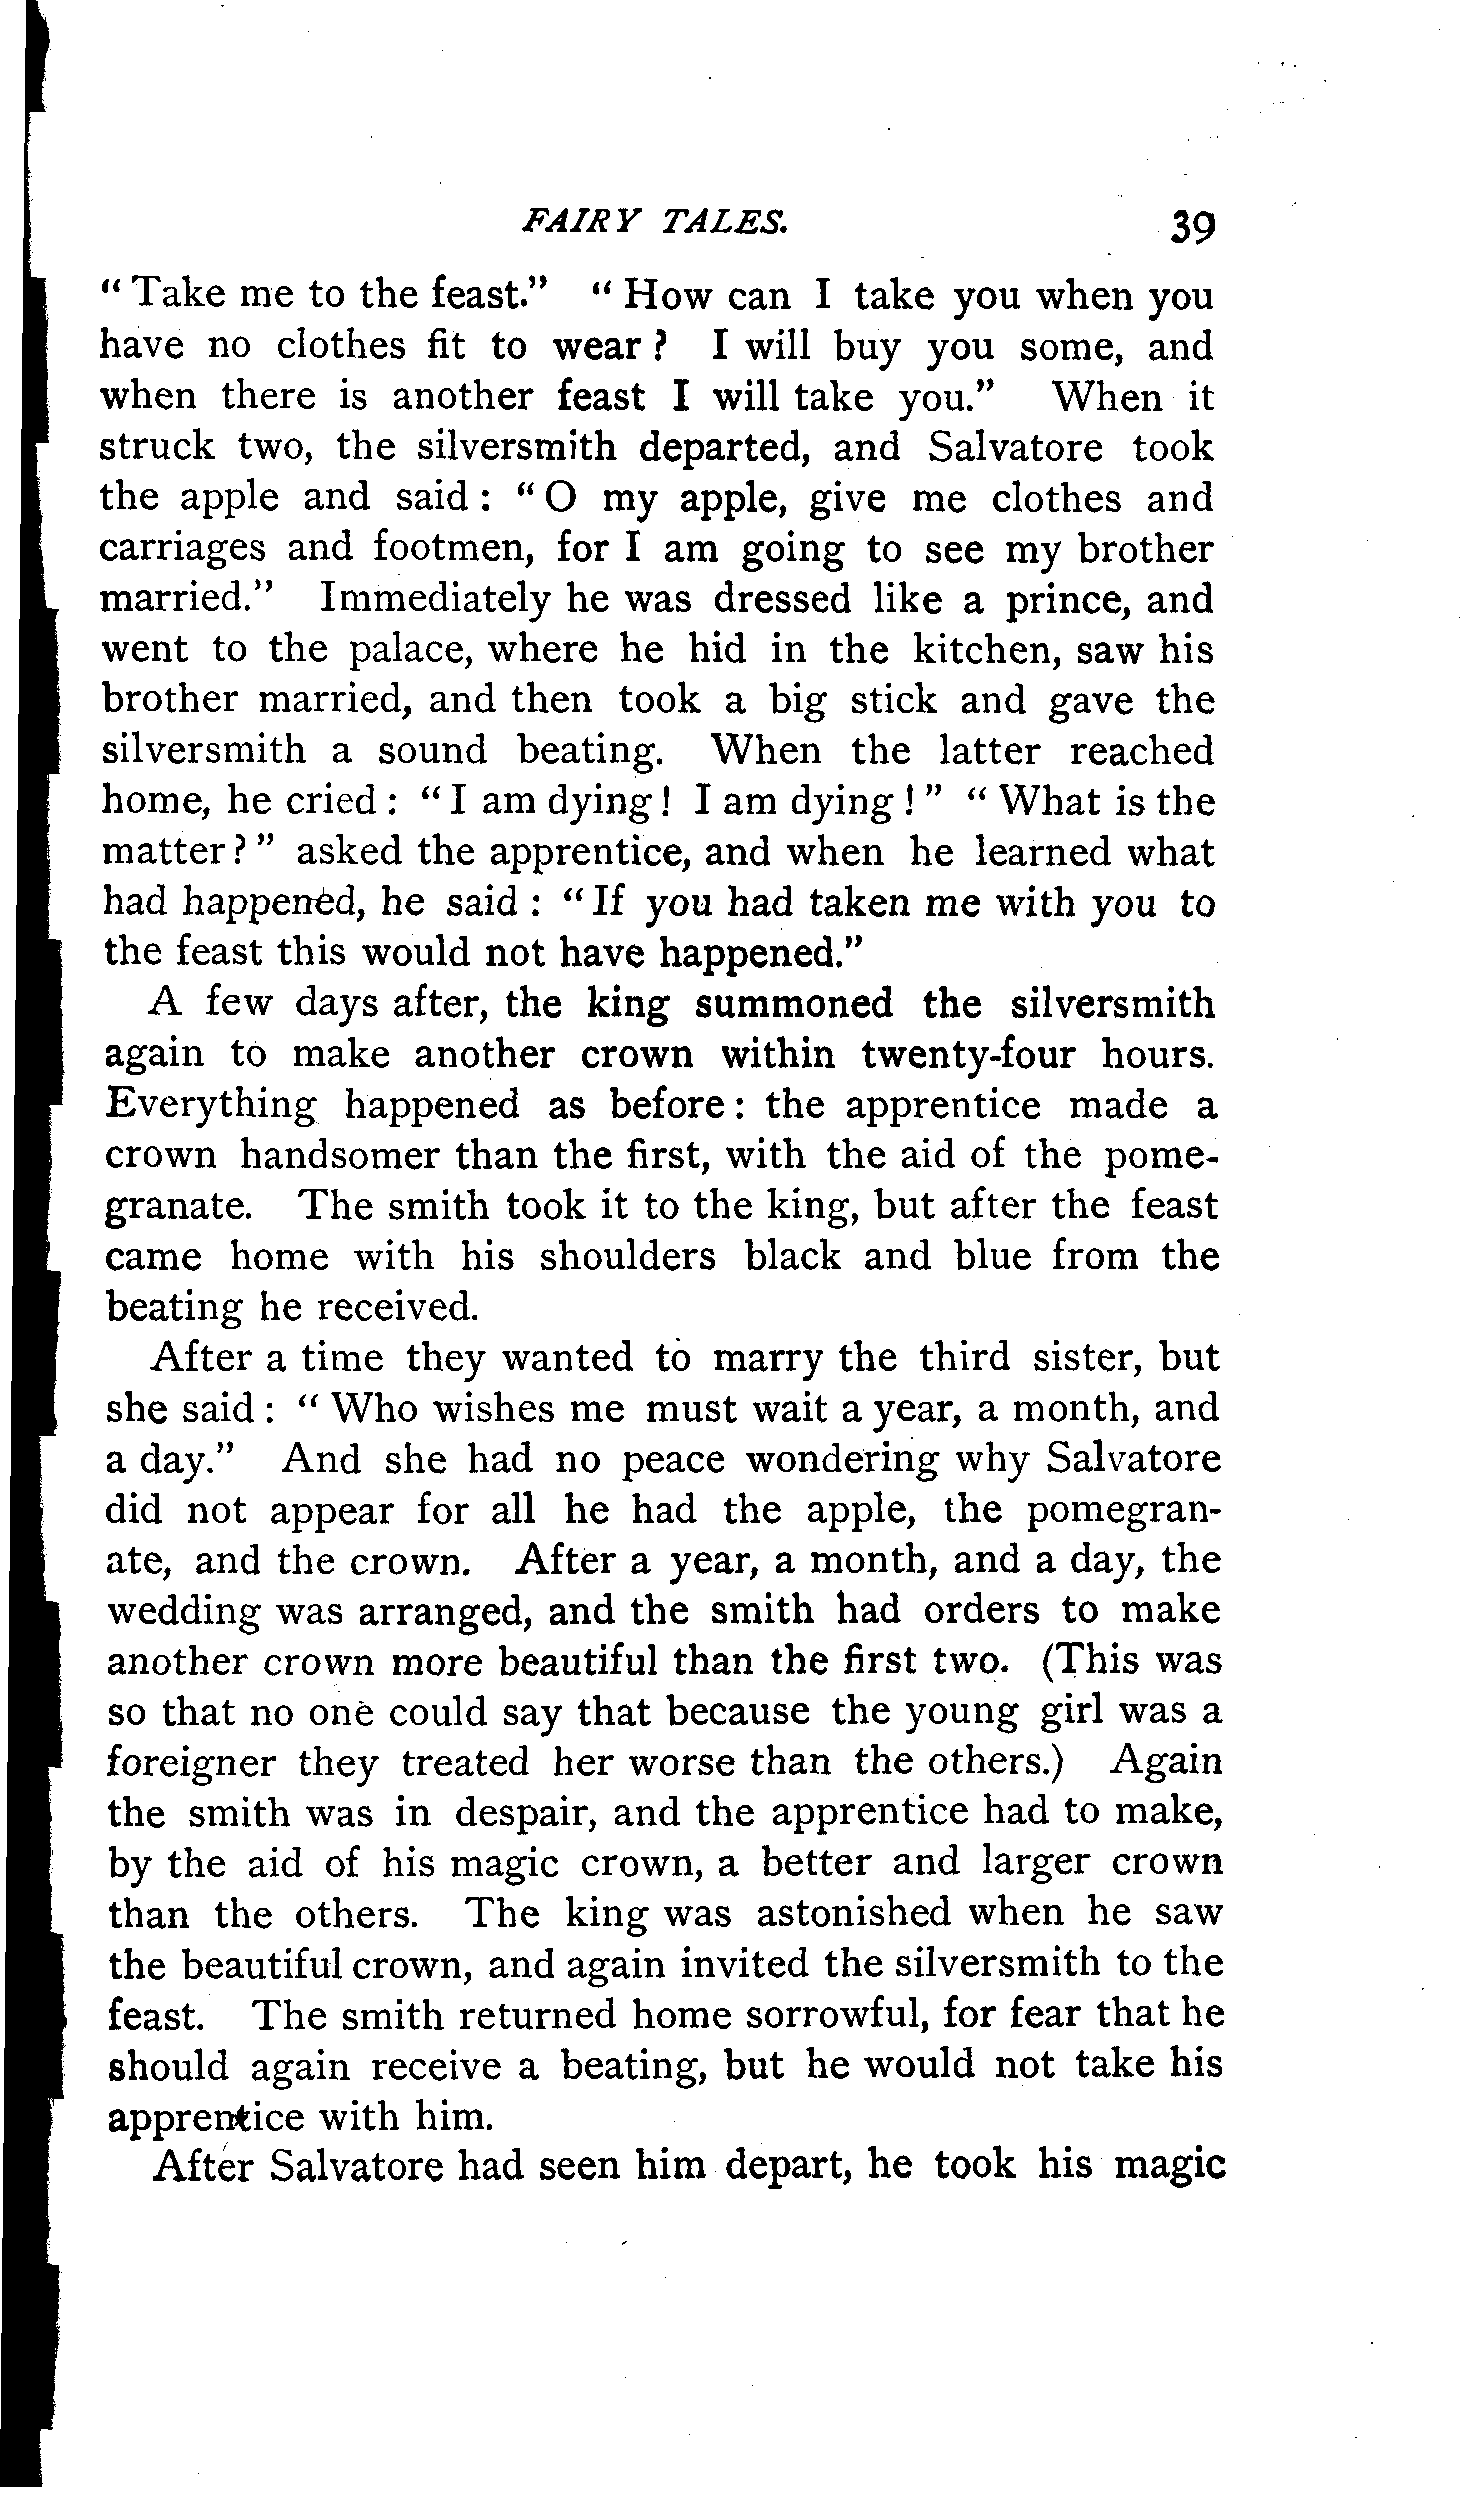 FAIRY TALES. 39
“Take me to the feast.” “How can I take you when you
have no clothes fit to wear? I will buy you some, and
when there is another feast I will take you.” When it
struck two, the silversmith departed, and Salvatore took
the apple and said: “O my apple, give me clothes and
carriages and footmen, for I am going to see my brother
married.” Immediately he was dressed like a prince, and
went to the palace, where he hid in the kitchen, saw his
brother married, and then took a big stick and gave the
silversmith a sound beating. When the latter reached
home, he cried: “I am dying! I am dying!” “What is the
matter?” asked the apprentice, and when he learned what
had happened, he said: “If you had taken me with you to
the feast this would not have happened.”
A few days after, the king summoned the silversmith
again to make another crown within twenty-four hours.
Everything happened as before: the apprentice made a
crown handsomer than the first, with the aid of the pome-
granate. The smith took it to the king, but after the feast
came home with his shoulders black and blue from the
beating he received.
After a time they wanted to marry the third sister, but
she said: “Who wishes me must wait a year, a month, and
a day.” And she had no peace wondering why Salvatore
did not appear for all he had the apple, the pomegran-
ate, and the crown. After a year, a month, and a day, the
wedding was arranged, and the smith had orders to make
another crown more beautiful than the first two. (This was
so that no one could say that because the young girl was a
foreigner they treated her worse than the others.) Again
the smith was in despair, and the apprentice had to make,
by the aid of his magic crown, a better and larger crown
than the others. The king was astonished when he saw
the beautiful crown, and again invited the silversmith to the
feast. The smith returned home sorrowful, for fear that he
should again receive a beating, but he would not take his
apprentice with him.
After Salvatore had seen him depart, he took his magic